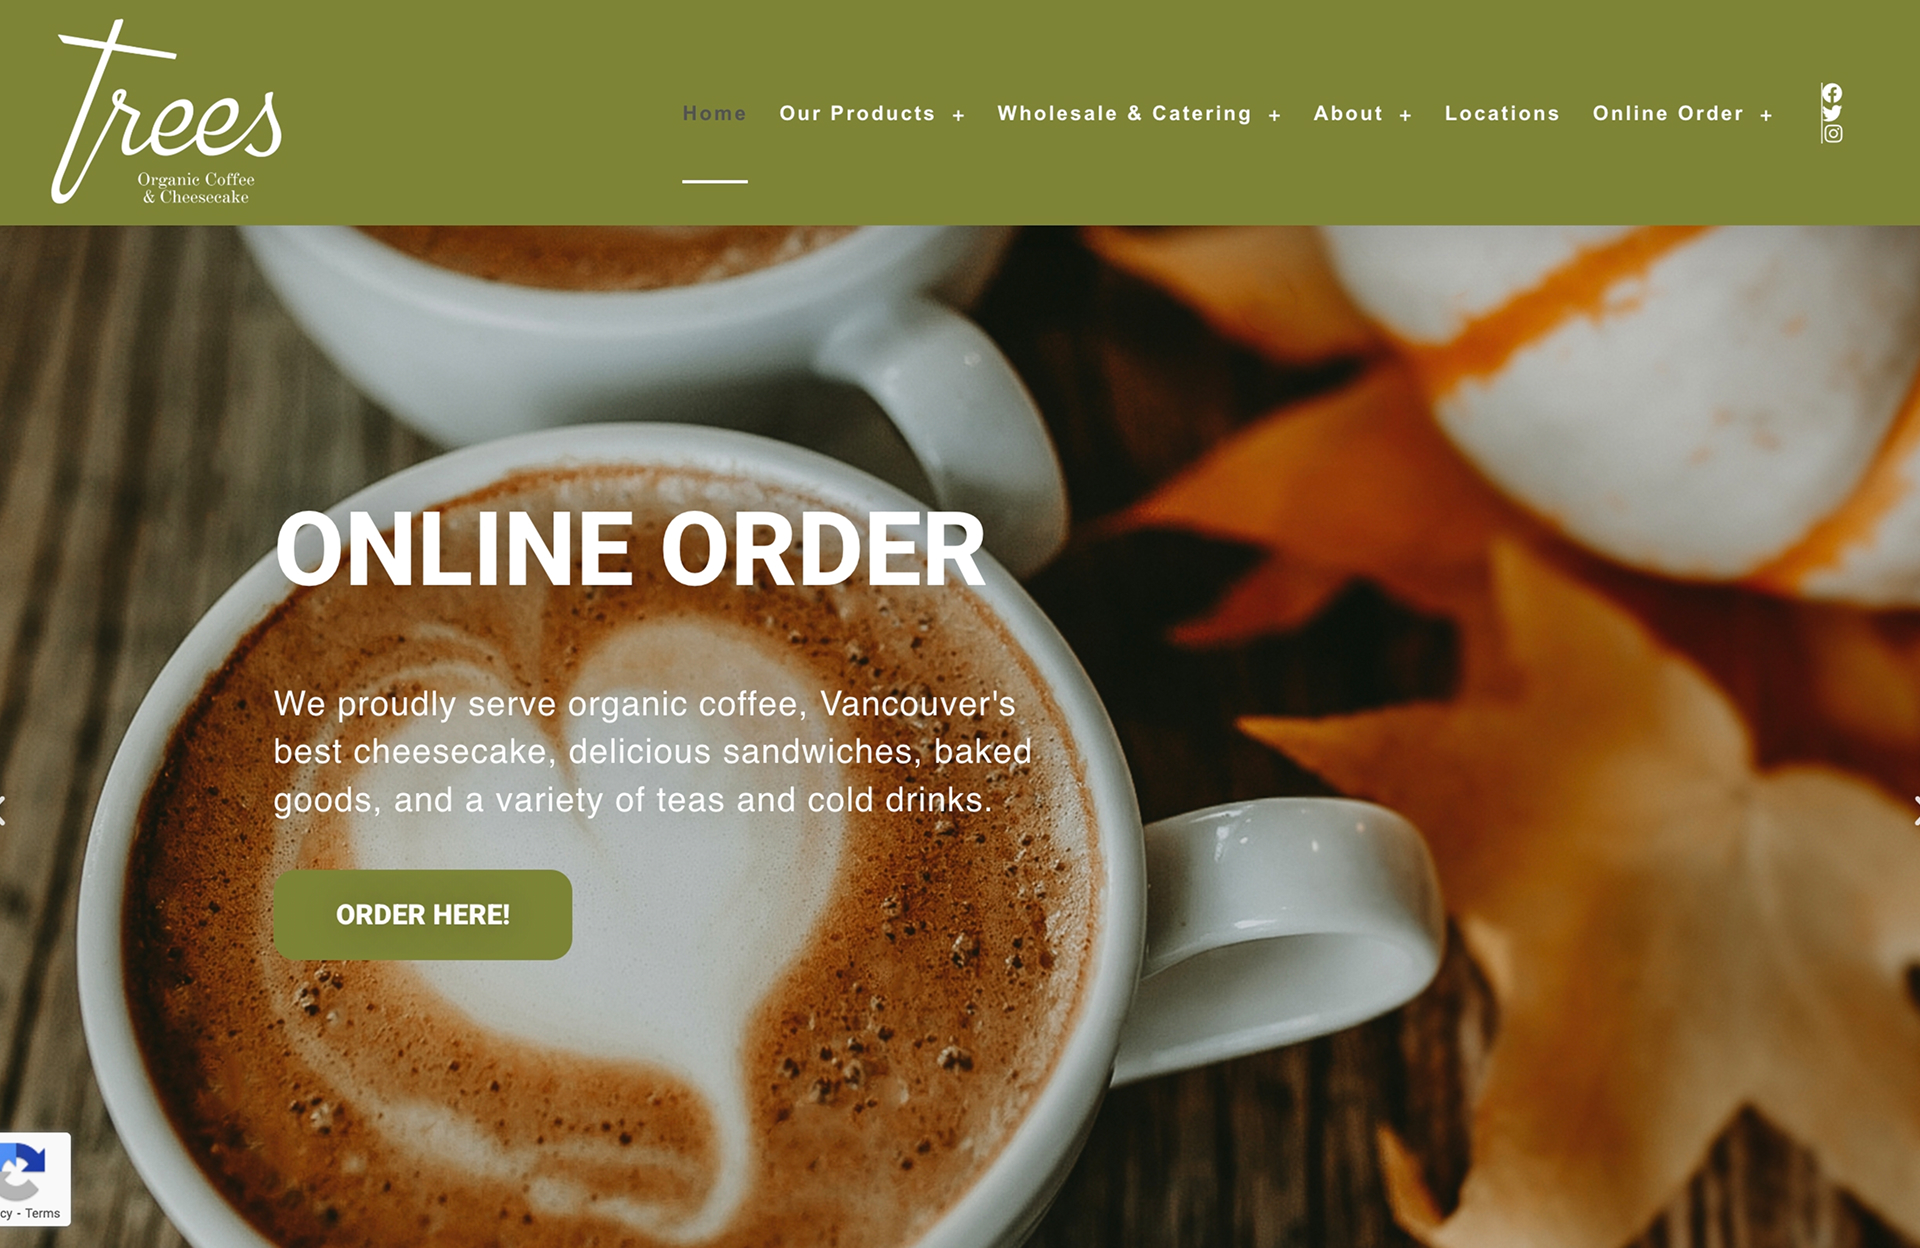 Trees
Organic Coffee
& Cheesecake
Home
Our Products +
Wholesale & Catering +
About +
Locations
Online Order +
ONLINE ORDER
We proudly serve organic coffee, Vancouver's
best cheesecake, delicious sandwiches, baked
goods, and a variety of teas and cold drinks.
ORDER HERE!
cy - Terms